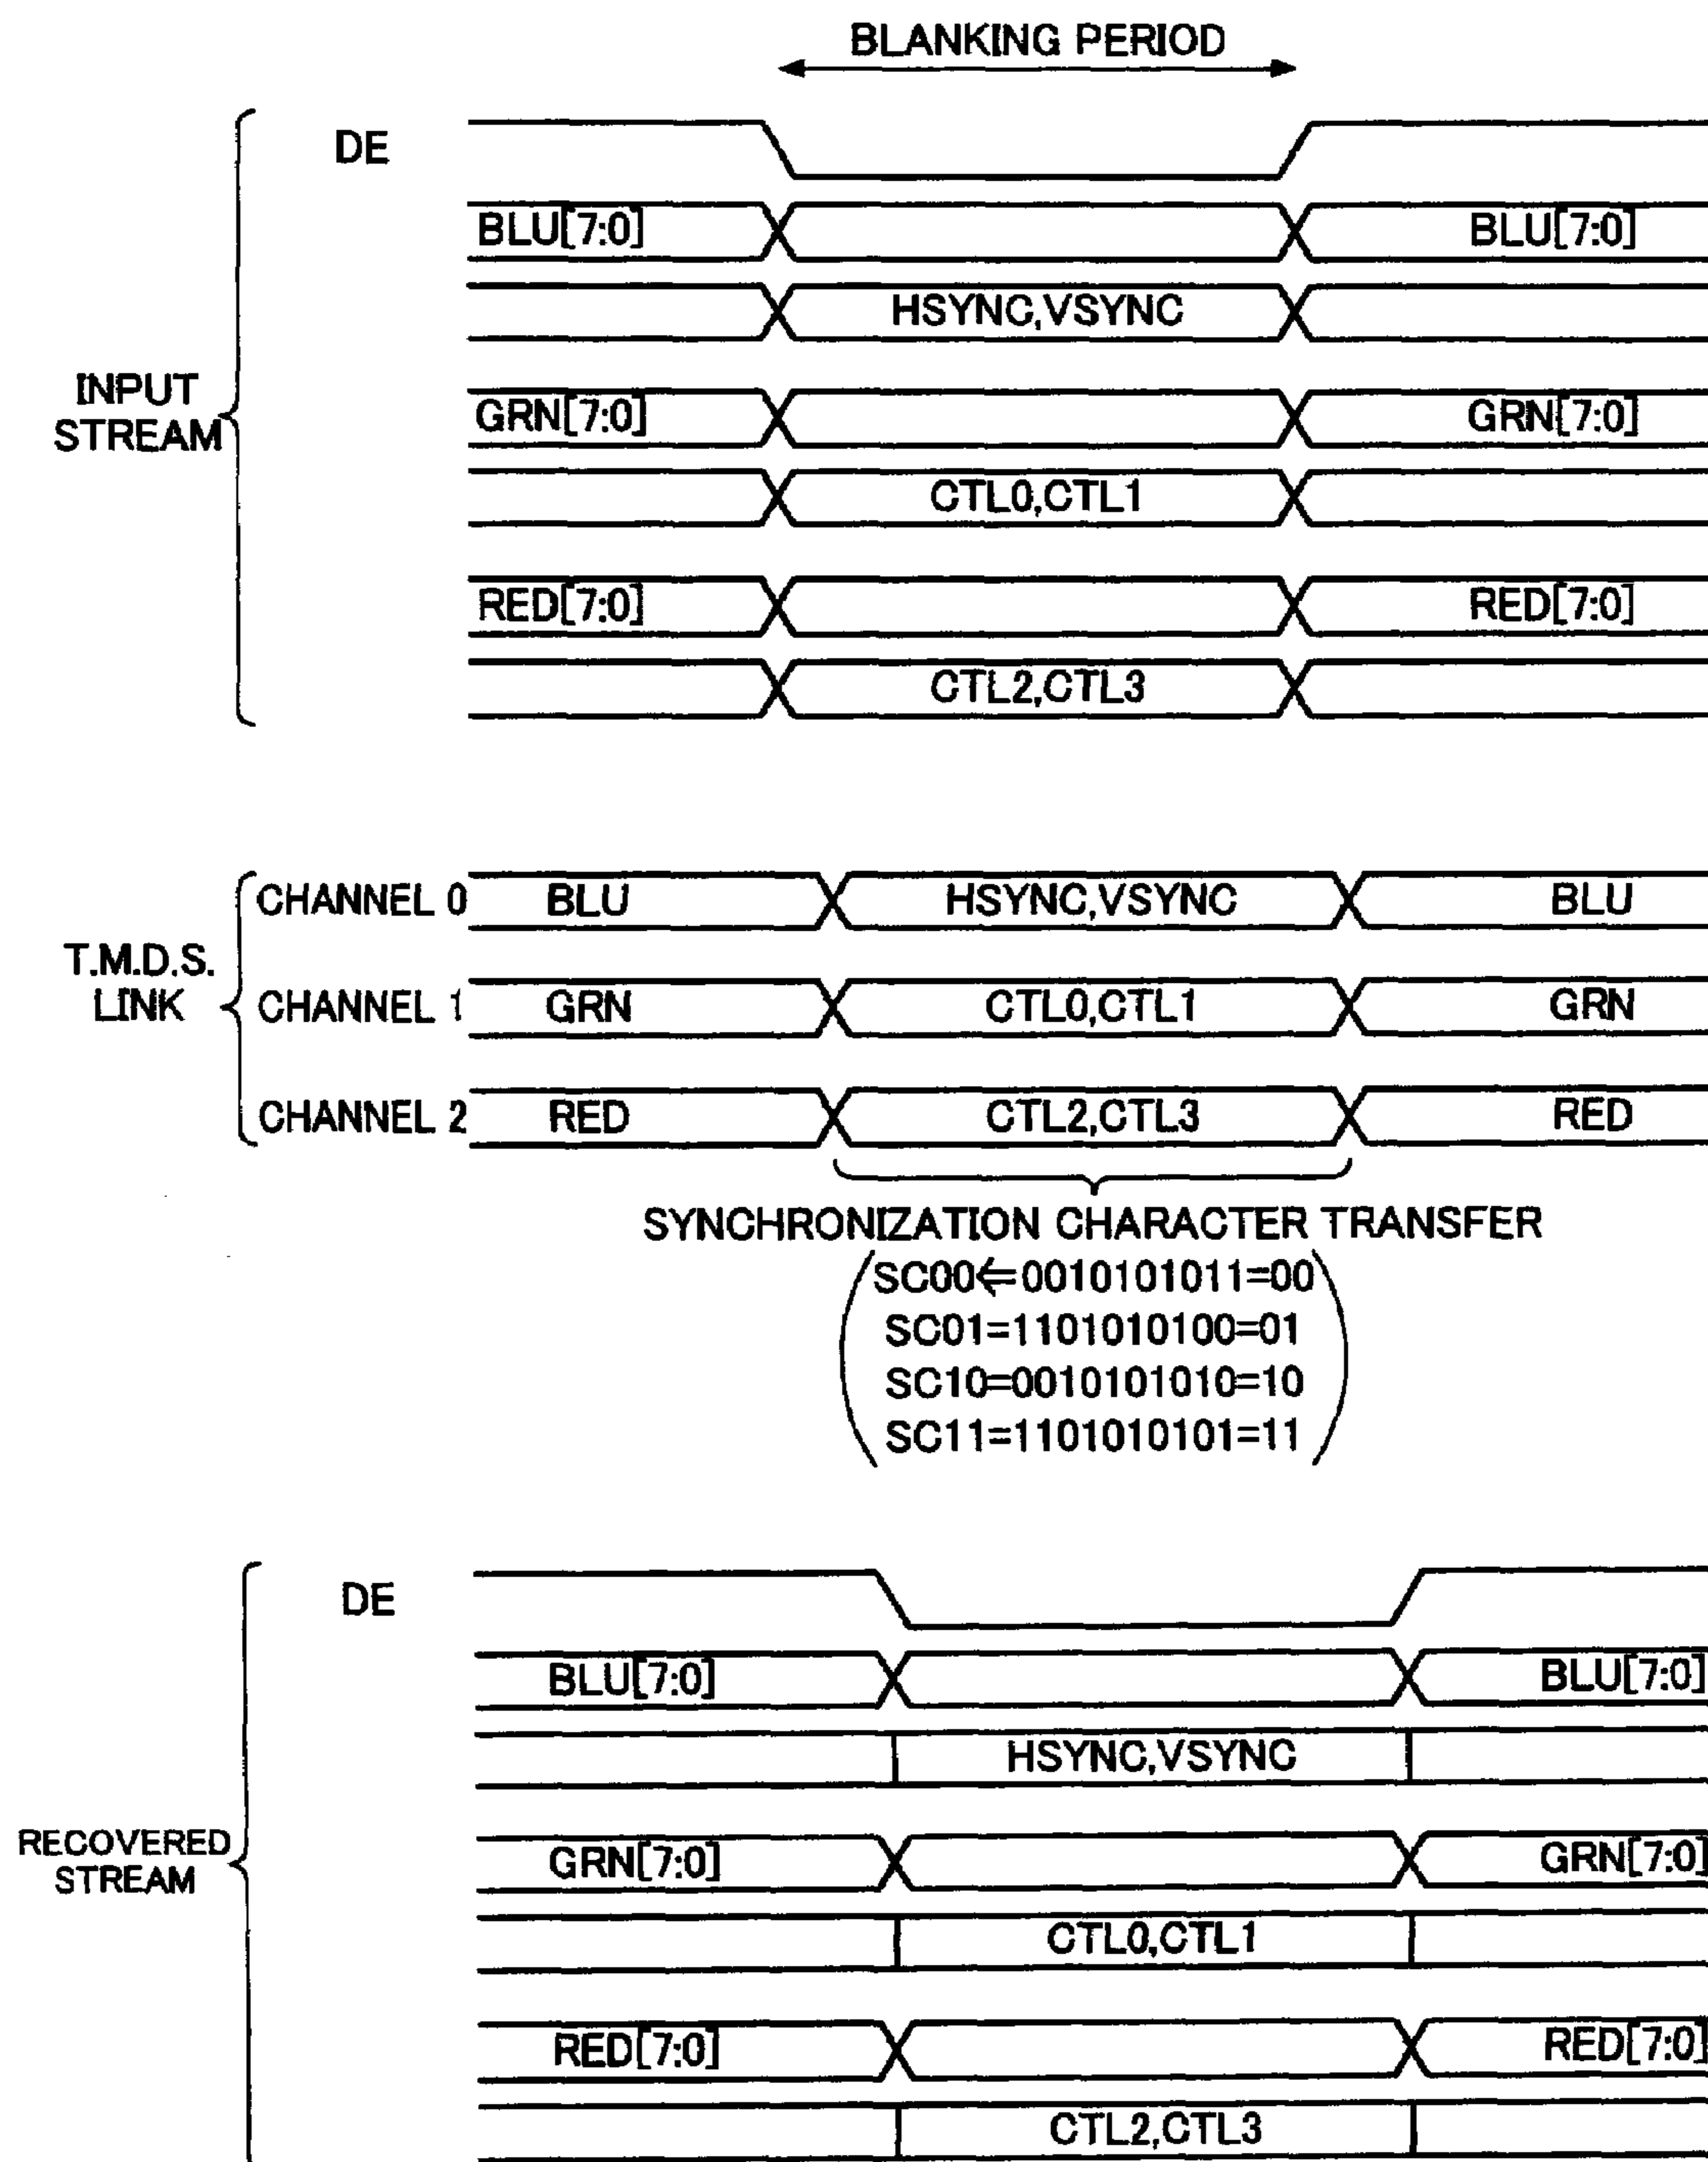 BLANKING PERIOD
DE
BLU[7:0] BLU[7:0]
HSYNC,VSYNC
INPUT
STREAM
GRN[7:0] GRN[7:0]
CTL0,CTL1
RED[7:0] RED[7:0]
CTL2,CTL3
T.M.D.S.
LINK
CHANNEL 0 BLU HSYNC,VSYNC BLU
CHANNEL 1 GRN CTL0,CTL1 GRN
CHANNEL 2 RED CTL2,CTL3 RED
SYNCHRONIZATION CHARACTER TRANSFER
SC00⇐0010101011=00
SC01=1101010100=01
SC10=0010101010=10
SC11=1101010101=11
DE
BLU[7:0] BLU[7:0]
HSYNC,VSYNC
RECOVERED
STREAM
GRN[7:0] GRN[7:0]
CTL0,CTL1
RED[7:0] RED[7:0]
CTL2,CTL3